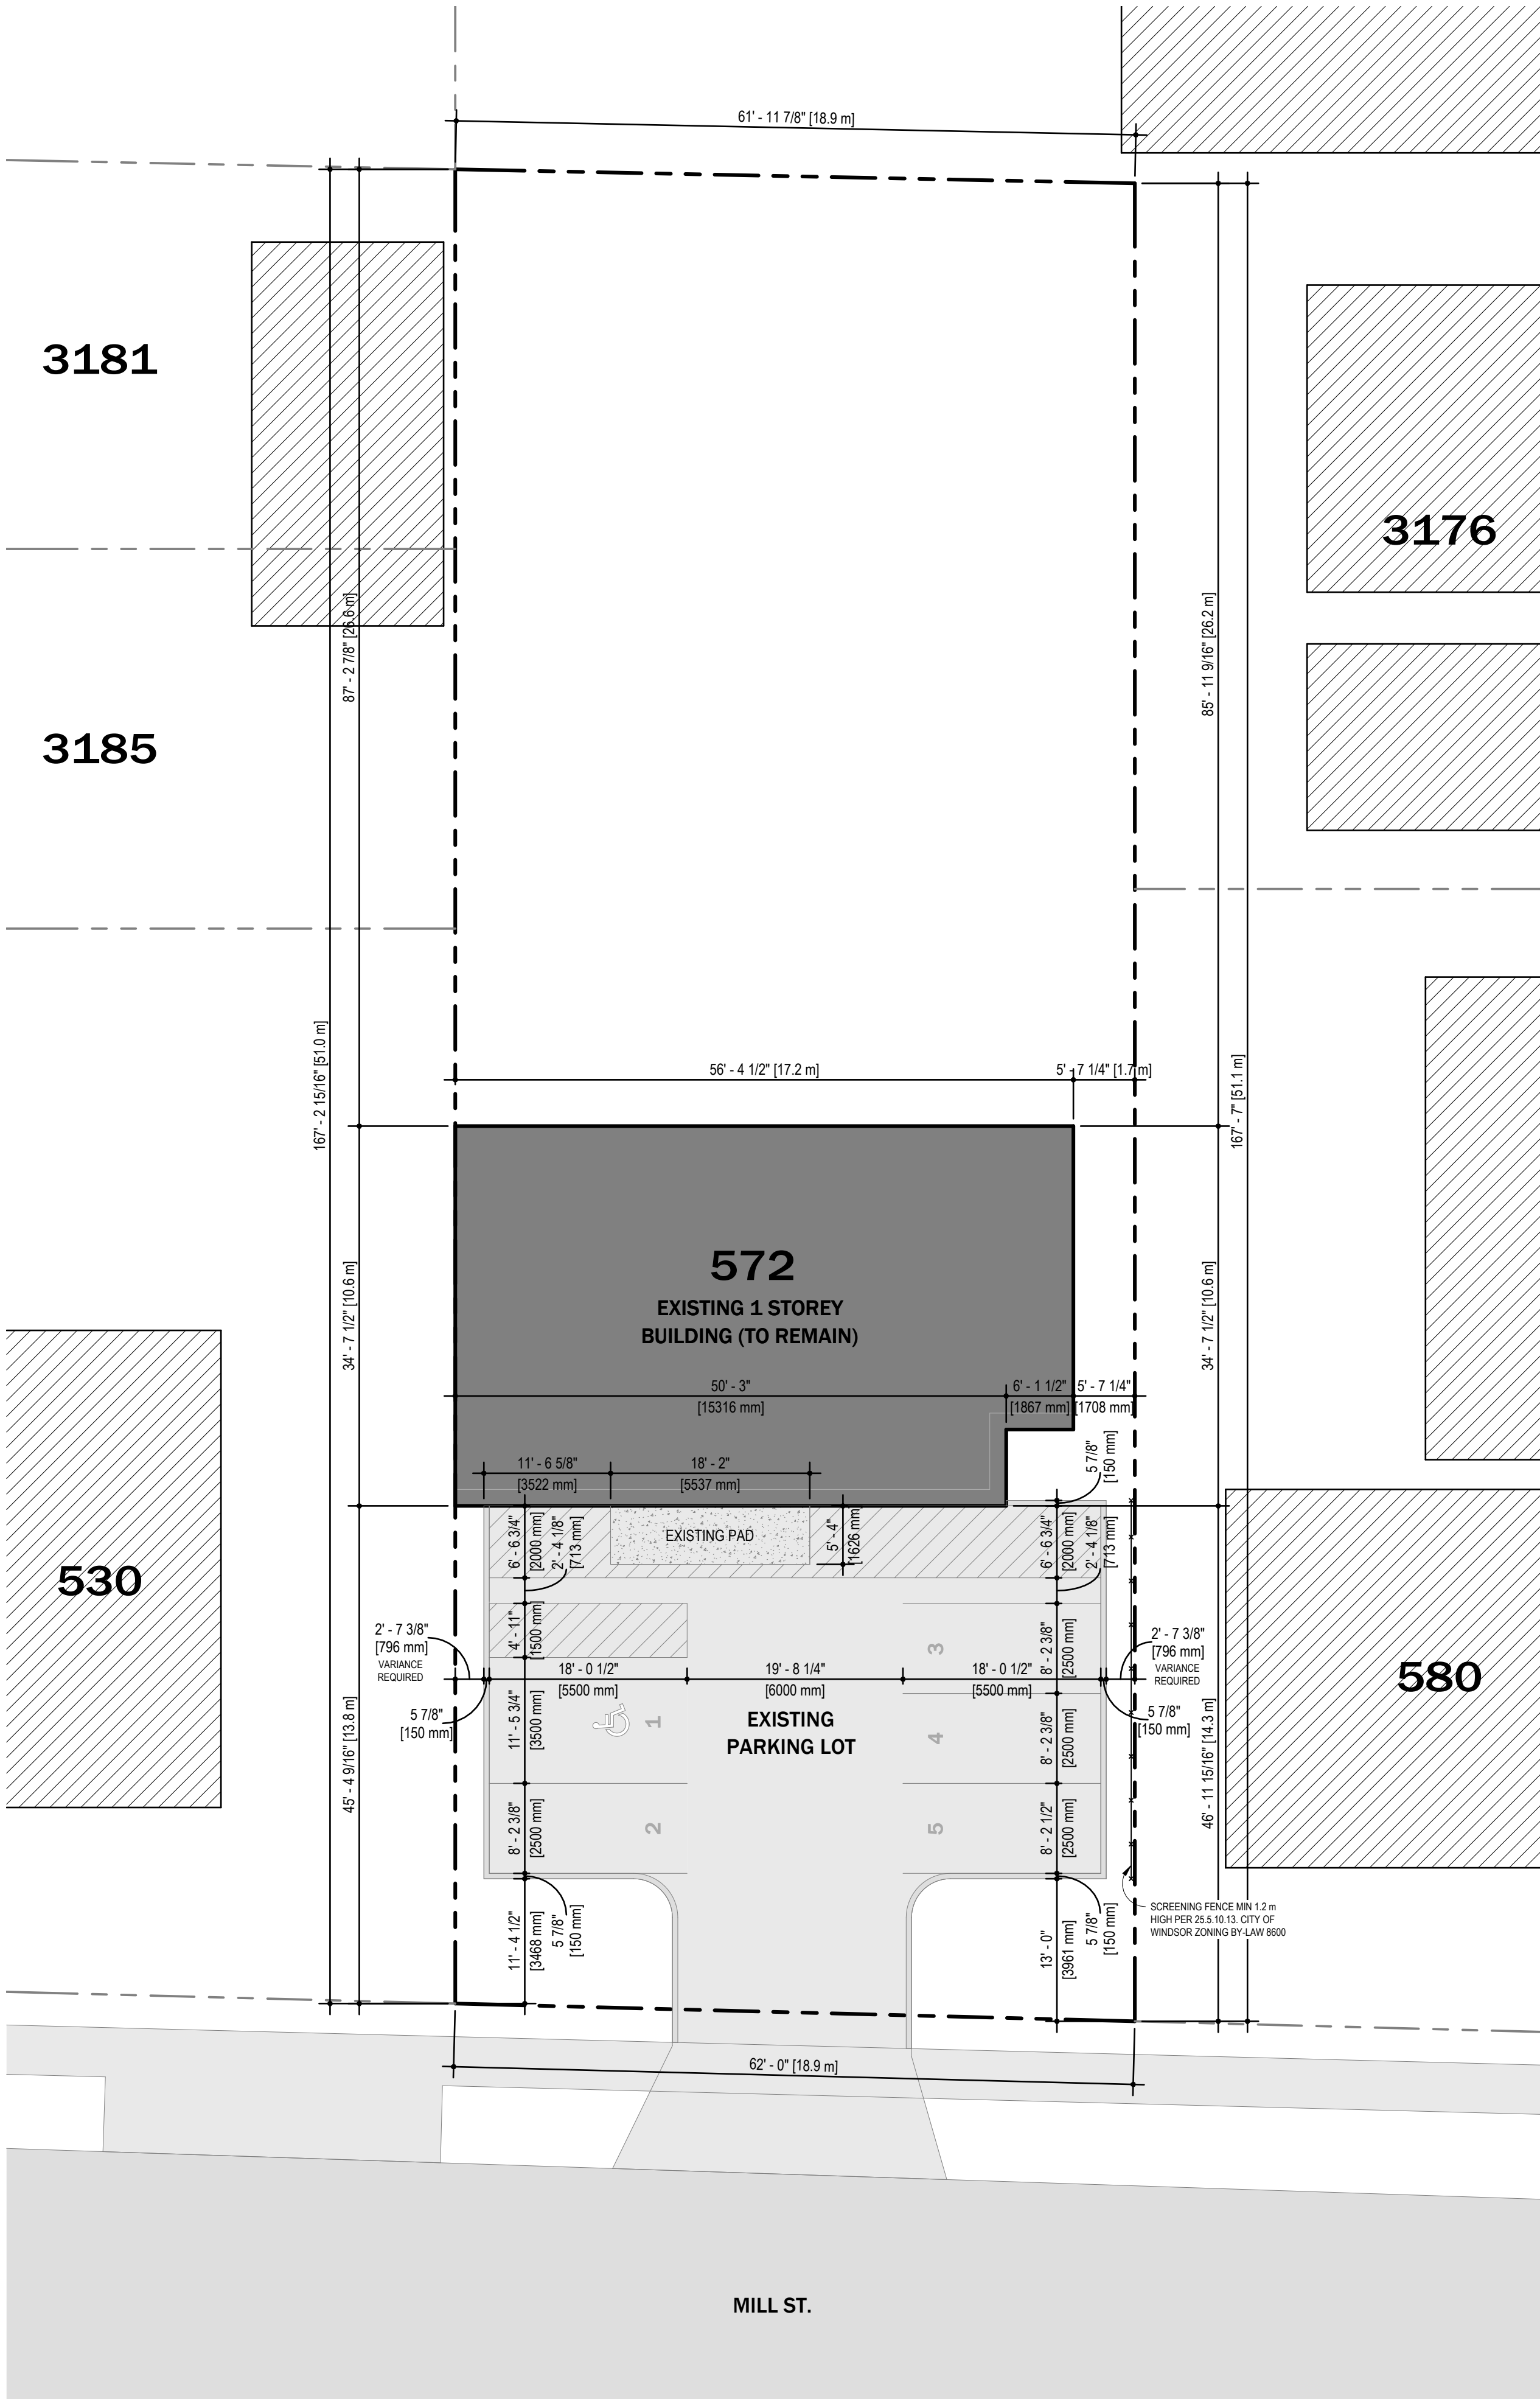 61' - 11 7/8" [18.9 m]
3181
3176
87' - 2 7/8" [26.6 m]
85' - 11 9/16" [26.2 m]
3185
167' - 2 15/16" [51.0 m]
167' - 7" [51.1 m]
56' - 4 1/2" [17.2 m]
5' - 7 1/4" [1.7 m]
572
EXISTING 1 STOREY
BUILDING (TO REMAIN)
34' - 7 1/2" [10.6 m]
34' - 7 1/2" [10.6 m]
50' - 3"
[15316 mm]
6' - 1 1/2"
[1867 mm]
5' - 7 1/4"
[1708 mm]
11' - 6 5/8"
[3522 mm]
18' - 2"
[5537 mm]
5 7/8"
[150 mm]
EXISTING PAD
5' - 4"
[1626 mm]
6' - 6 3/4"
[2000 mm]
2' - 4 1/8"
[713 mm]
6' - 6 3/4"
[2000 mm]
2' - 4 1/8"
[713 mm]
530
4' - 11"
[1500 mm]
8' - 2 3/8"
[2500 mm]
3
2' - 7 3/8"
[796 mm]
VARIANCE
REQUIRED
2' - 7 3/8"
[796 mm]
VARIANCE
REQUIRED
580
18' - 0 1/2"
[5500 mm]
19' - 8 1/4"
[6000 mm]
18' - 0 1/2"
[5500 mm]
5 7/8"
[150 mm]
5 7/8"
[150 mm]
11' - 5 3/4"
[3500 mm]
1
EXISTING
PARKING LOT
4
8' - 2 3/8"
[2500 mm]
45' - 4 9/16" [13.8 m]
46' - 11 15/16" [14.3 m]
8' - 2 3/8"
[2500 mm]
2
5
8' - 2 1/2"
[2500 mm]
11' - 4 1/2"
[3468 mm]
5 7/8"
[150 mm]
13' - 0"
[3961 mm]
5 7/8"
[150 mm]
SCREENING FENCE MIN 1.2 m
HIGH PER 25.5.10.13. CITY OF
WINDSOR ZONING BY-LAW 8600
62' - 0" [18.9 m]
MILL ST.